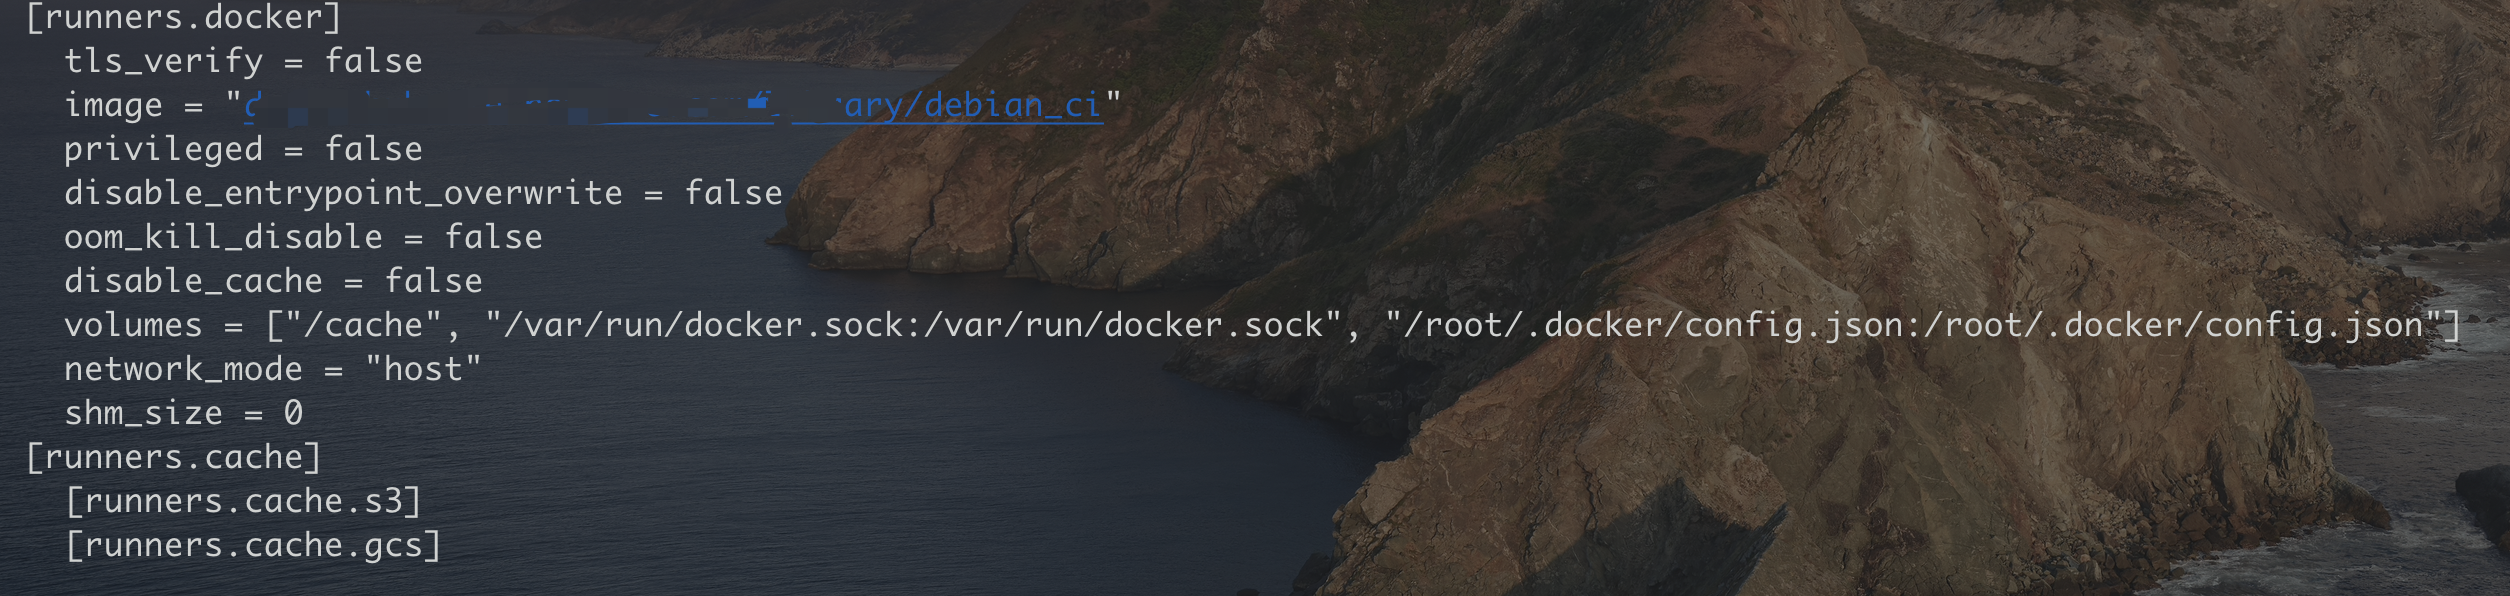 [runners.docker]
tls_verify = false
image = "ary/debian_ci"
privileged = false
disable_entrypoint_overwrite = false
oom_kill_disable = false
disable_cache = false
volumes = ["/cache", "/var/run/docker.sock:/var/run/docker.sock", "/root/.docker/config.json:/root/.docker/config.json"]
network_mode = "host"
shm_size = 0
[runners.cache]
[runners.cache.s3]
[runners.cache.gcs]